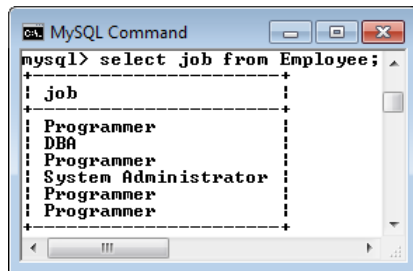 MySQL Command
mysql> select job from Employee;
+----------------------+
| job                  |
+----------------------+
| Programmer           |
| DBA                  |
| Programmer           |
| System Administrator |
| Programmer           |
| Programmer           |
+----------------------+